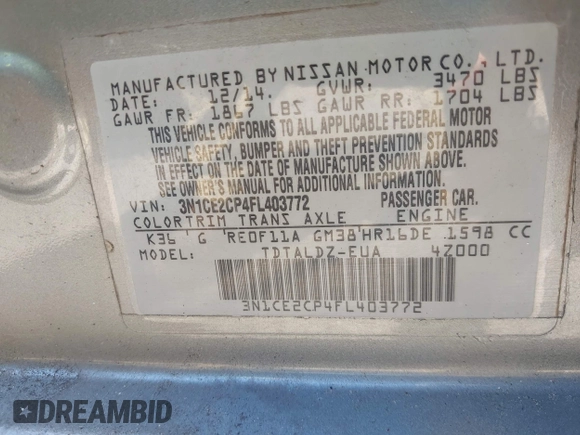 MANUFACTURED BY NISSAN MOTOR CO., LTD.
DATE: 12/14. GVWR: 3470 LBS
GAWR FR: 1867 LBS GAWR RR: 1704 LBS
THIS VEHICLE CONFORMS TO ALL APPLICABLE FEDERAL MOTOR
VEHICLE SAFETY, BUMPER AND THEFT PREVENTION STANDARDS
IN EFFECT ON THE DATE OF MANUFACTURE SHOWN ABOVE.
SEE OWNER'S MANUAL FOR ADDITIONAL INFORMATION.
VIN: 3N1CE2CP4FL403772 PASSENGER CAR.
COLOR TRIM TRANS AXLE ENGINE
K36 G RE0F11A GM38 HR16DE 1598 CC
MODEL: TDTALDZ-EUA 4Z000
3N1CE2CP4FL403772
DREAMBID